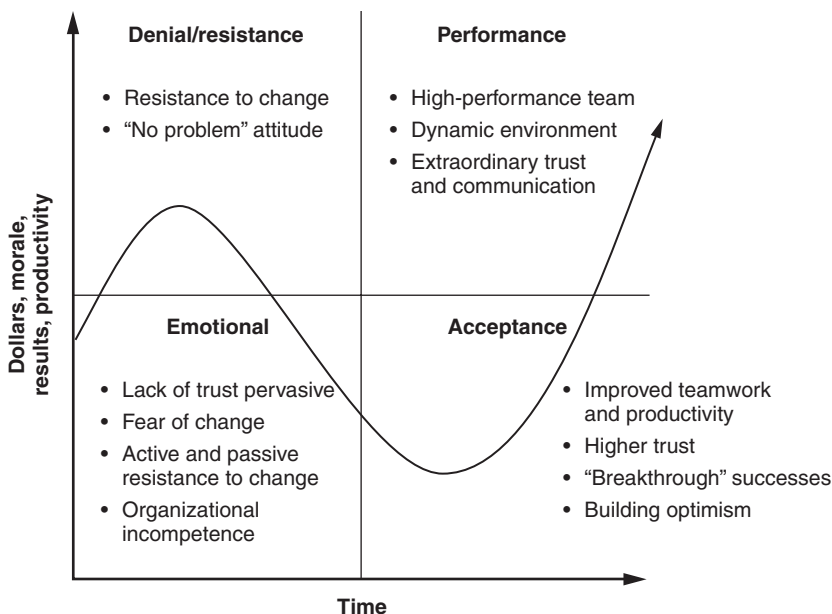 Denial/resistance
• Resistance to change
• “No problem” attitude
Performance
• High-performance team
• Dynamic environment
• Extraordinary trust
and communication
Dollars, morale,
results, productivity
Emotional
• Lack of trust pervasive
• Fear of change
• Active and passive
resistance to change
• Organizational
incompetence
Acceptance
• Improved teamwork
and productivity
• Higher trust
• “Breakthrough” successes
• Building optimism
Time